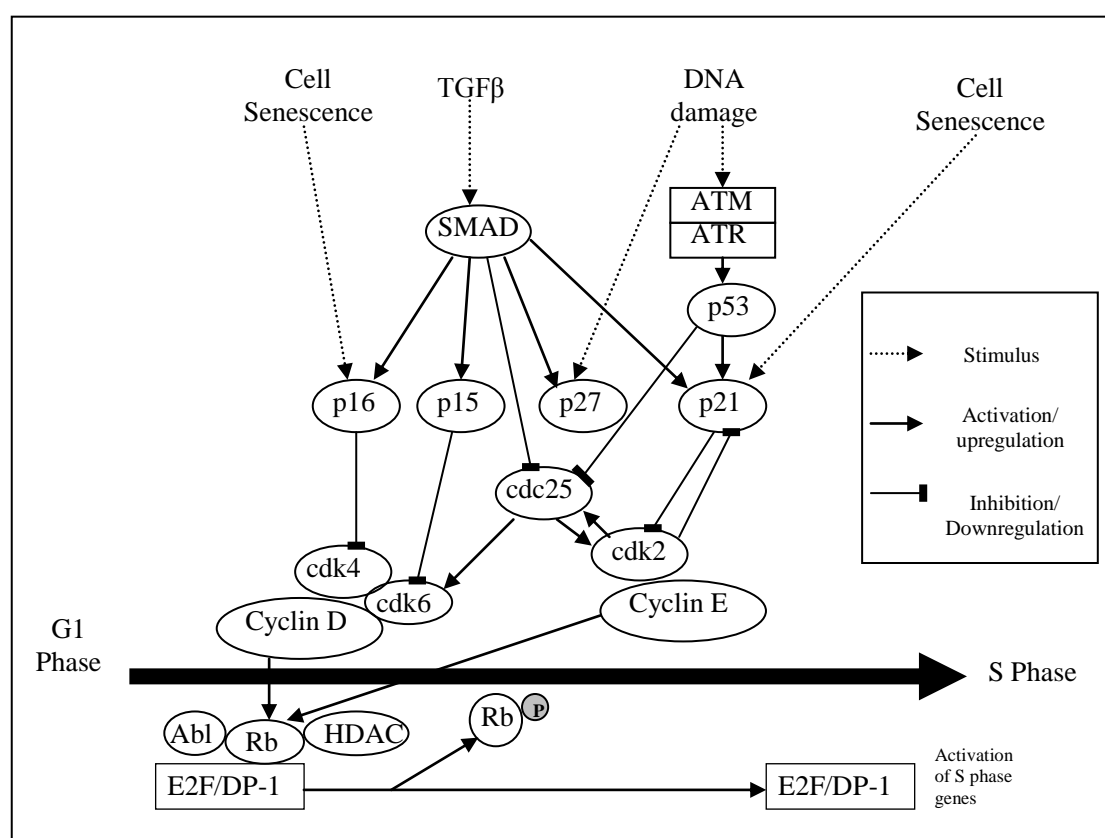 Cell
Senescence
TGFβ
DNA
damage
Cell
Senescence
ATM
ATR
SMAD
p53
p16
p15
p27
p21
Stimulus
Activation/
upregulation
Inhibition/
Downregulation
cdc25
cdk2
cdk4
cdk6
Cyclin D
Cyclin E
G1
Phase
S Phase
Abl
Rb
HDAC
Rb
P
E2F/DP-1
E2F/DP-1
Activation
of S phase
genes